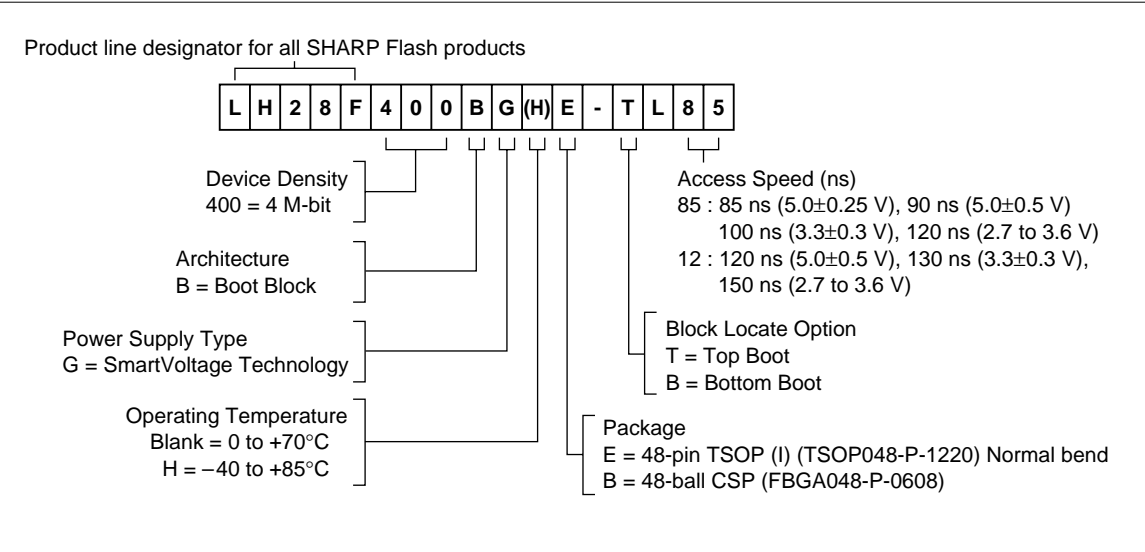 Product line designator for all SHARP Flash products
L H 2 8 F 4 0 0 B G (H) E - T L 8 5
Device Density
400 = 4 M-bit
Architecture
B = Boot Block
Power Supply Type
G = SmartVoltage Technology
Operating Temperature
Blank = 0 to +70°C
H = −40 to +85°C
Access Speed (ns)
85 : 85 ns (5.0±0.25 V), 90 ns (5.0±0.5 V)
100 ns (3.3±0.3 V), 120 ns (2.7 to 3.6 V)
12 : 120 ns (5.0±0.5 V), 130 ns (3.3±0.3 V),
150 ns (2.7 to 3.6 V)
Block Locate Option
T = Top Boot
B = Bottom Boot
Package
E = 48-pin TSOP (I) (TSOP048-P-1220) Normal bend
B = 48-ball CSP (FBGA048-P-0608)